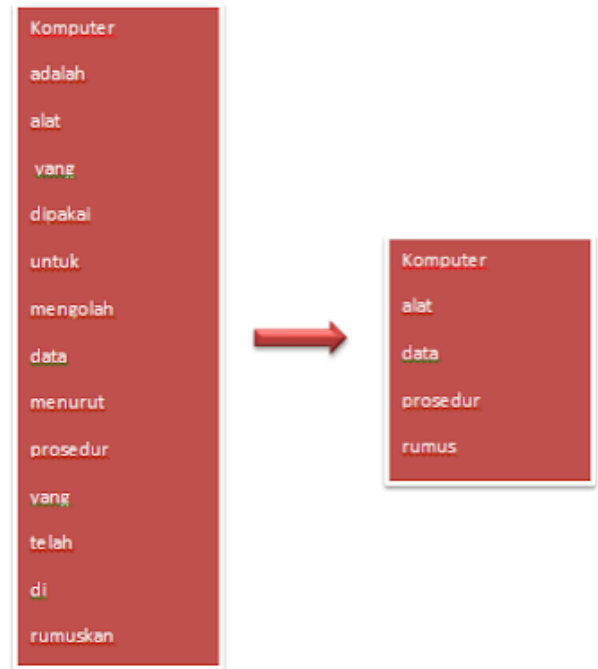 Komputer
adalah
alat
yang
dipakai
untuk
mengolah
data
menurut
prosedur
yang
telah
di
rumuskan
Komputer
alat
data
prosedur
rumus